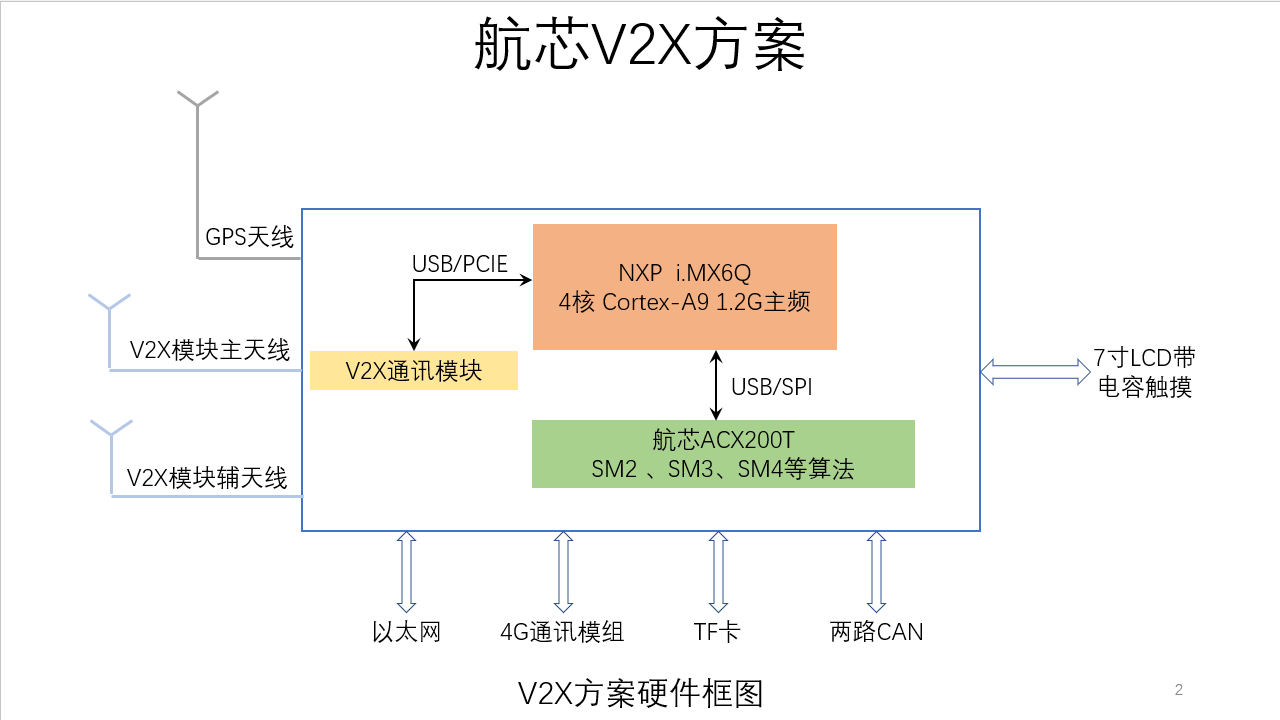 航芯V2X方案
GPS天线
USB/PCIE
NXP i.MX6Q
4核 Cortex-A9 1.2G主频
V2X模块主天线
V2X通讯模块
USB/SPI
7寸LCD带
电容触摸
航芯ACX200T
SM2 、SM3、SM4等算法
V2X模块辅天线
以太网
4G通讯模组
TF卡
两路CAN
V2X方案硬件框图
2